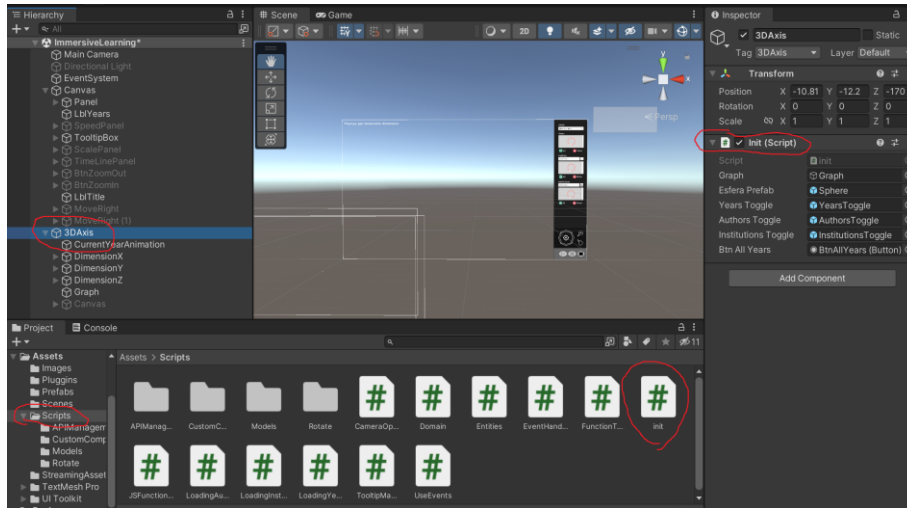 Hierarchy
All
ImmersiveLearning*
Main Camera
Directional Light
EventSystem
Canvas
Panel
LblYears
SpeedPanel
TooltipBox
ScalePanel
TimeLinePanel
BtnZoomOut
BtnZoomIn
LblTitle
MoveRight
MoveRight (1)
3DAxis
CurrentYearAnimation
DimensionX
DimensionY
DimensionZ
Graph
Canvas
Scene
Game
2D
y
x
Persp
Inspector
3DAxis
Static
Tag 3DAxis
Layer Default
Transform
Position X -10.81 Y -12.2 Z -170
Rotation X 0 Y 0 Z 0
Scale X 1 Y 1 Z 1
Init (Script)
Script init
Graph Graph
Esfera Prefab Sphere
Years Toggle YearsToggle
Authors Toggle AuthorsToggle
Institutions Toggle InstitutionsToggle
Btn All Years BtnAllYears (Button)
Add Component
Project
Console
11
Assets
Images
Pluggins
Prefabs
Scenes
Scripts
APIManagem
CustomComp
Models
Rotate
StreamingAsset
TextMesh Pro
UI Toolkit
Assets > Scripts
APIManag...
CustomC...
Models
Rotate
CameraOp...
Domain
Entities
EventHand...
FunctionT...
init
JSFunction...
LoadingAu...
LoadingInst...
LoadingYe...
TooltipMa...
UseEvents